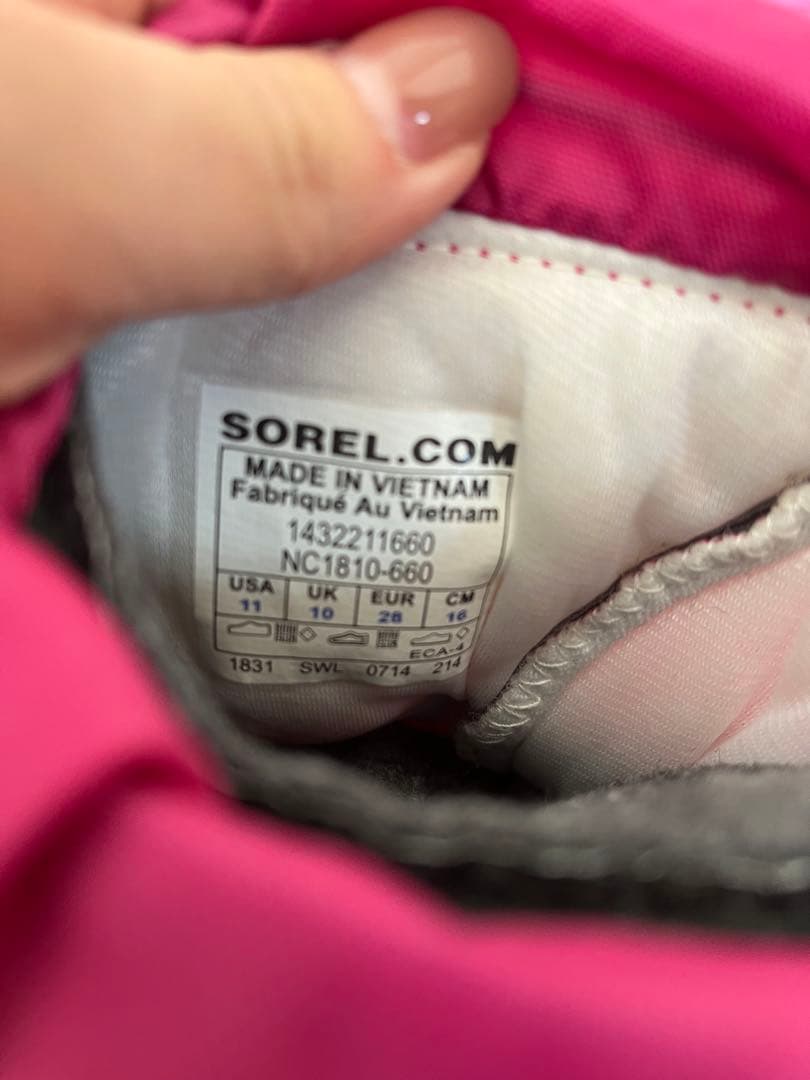 SOREL.COM
MADE IN VIETNAM
Fabriqué Au Vietnam
1432211660
NC1810-660
USA UK EUR CM
11 10 28 16
ECA-4
1831 SWL 0714 214